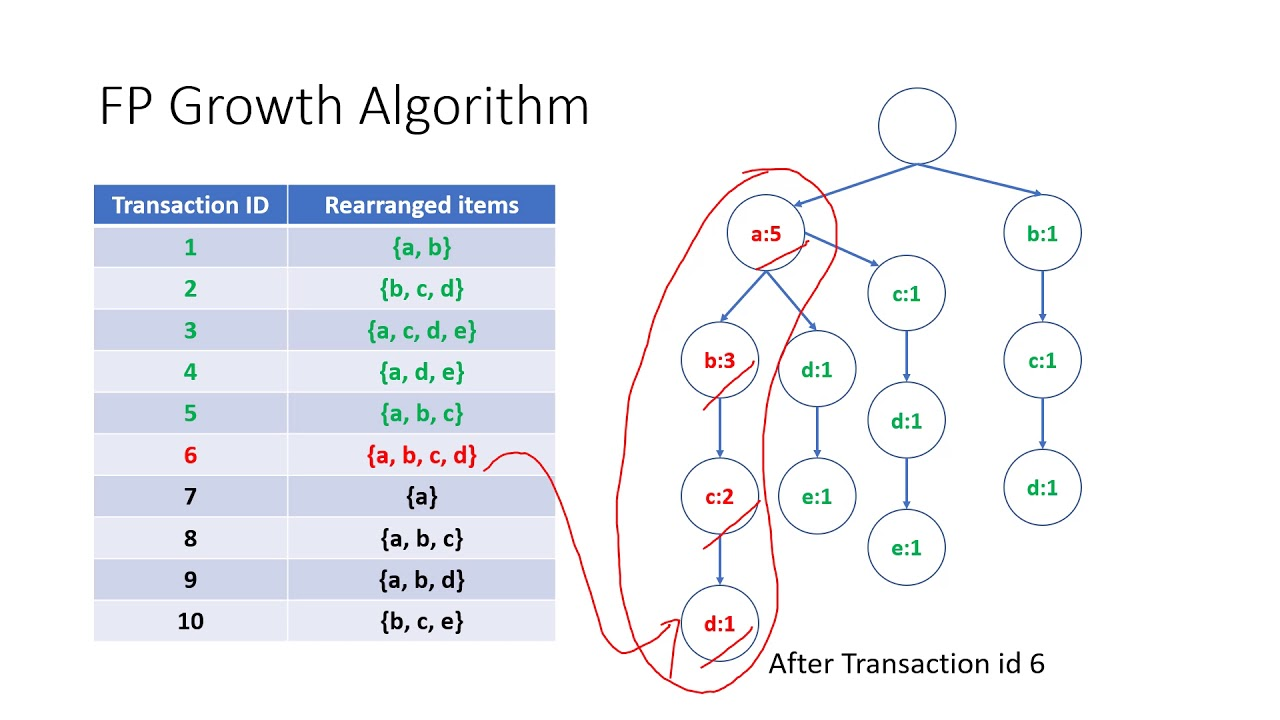 FP Growth Algorithm
Transaction ID Rearranged items
1 {a, b}
2 {b, c, d}
3 {a, c, d, e}
4 {a, d, e}
5 {a, b, c}
6 {a, b, c, d}
7 {a}
8 {a, b, c}
9 {a, b, d}
10 {b, c, e}
a:5
b:1
c:1
b:3
d:1
c:1
d:1
c:2
e:1
d:1
e:1
d:1
After Transaction id 6